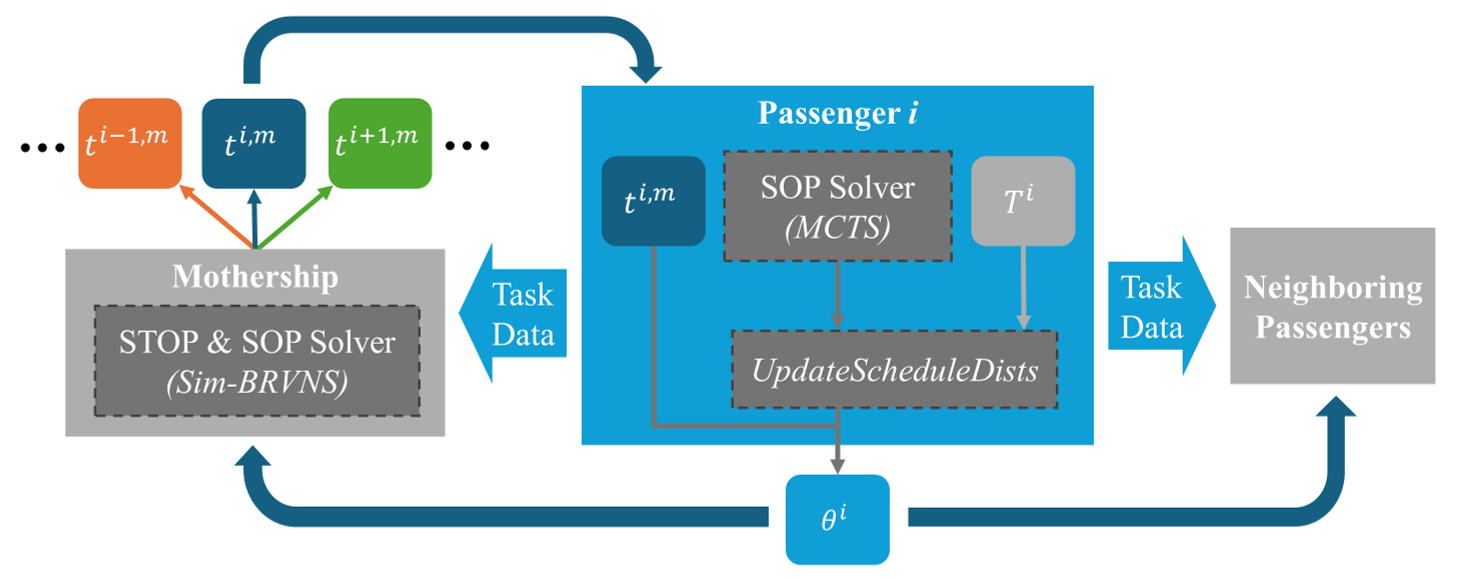 ... t^{i-1,m} t^{i,m} t^{i+1,m} ...
Mothership
STOP & SOP Solver
(Sim-BRVNS)
Task
Data
Passenger i
t^{i,m}
SOP Solver
(MCTS)
T^i
UpdateScheduleDists
θ^i
Task
Data
Neighboring
Passengers